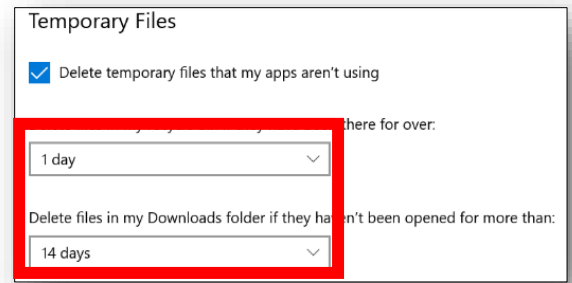 Temporary Files
Delete temporary files that my apps aren't using
there for over:
1 day
Delete files in my Downloads folder if they haven't been opened for more than:
14 days